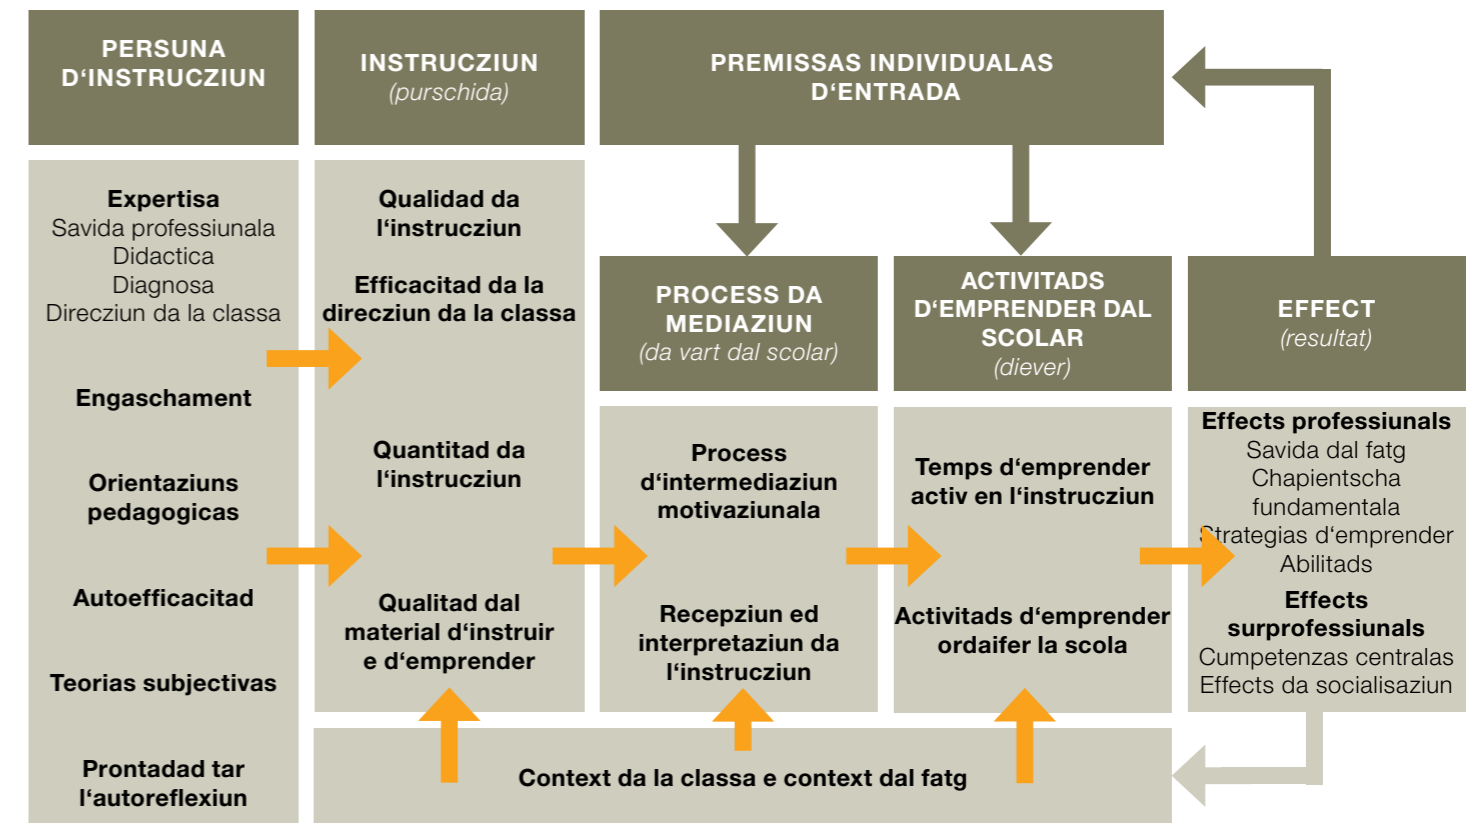 PERSUNA
D‘INSTRUCZIUN
INSTRUCZIUN
(purschida)
PREMISSAS INDIVIDUALAS
D‘ENTRADA
Expertisa
Savida professiunala
Didactica
Diagnosa
Direcziun da la classa
Engaschament
Orientaziuns
pedagogicas
Autoefficacitad
Teorias subjectivas
Prontadad tar
l‘autoreflexiun
Qualidad da
l‘instrucziun
Efficacitad da la
direcziun da la classa
Quantitad da
l‘instrucziun
Qualitad dal
material d‘instruir
e d‘emprender
PROCESS DA
MEDIAZIUN
(da vart dal scolar)
Process
d‘intermediaziun
motivaziunala
Recepziun ed
interpretaziun da
l‘instrucziun
ACTIVITADS
D‘EMPRENDER DAL
SCOLAR
(diever)
Temps d‘emprender
activ en l‘instrucziun
Activitads d‘emprender
ordaifer la scola
EFFECT
(resultat)
Effects professiunals
Savida dal fatg
Chapientscha
fundamentala
Strategias d‘emprender
Abilitads
Effects
surprofessiunals
Cumpetenzas centralas
Effects da socialisaziun
Context da la classa e context dal fatg